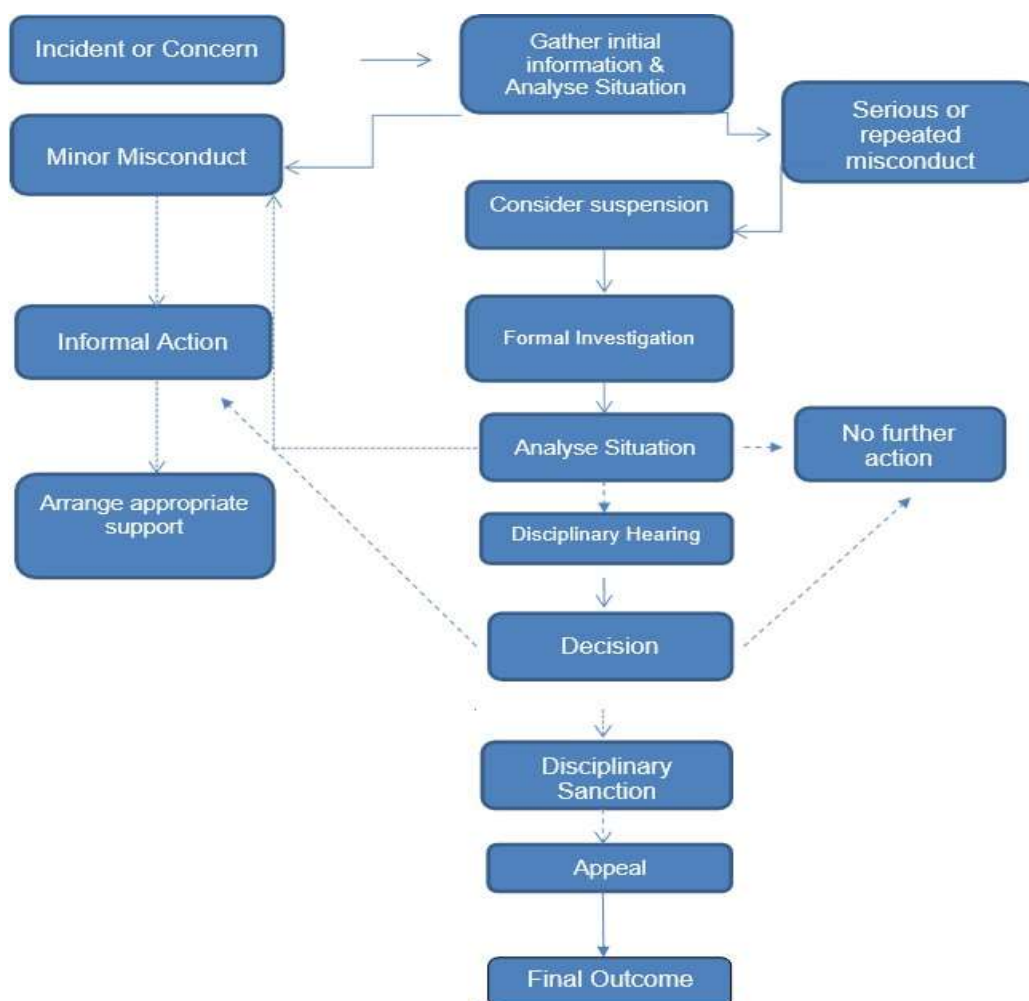 Incident or Concern
Gather initial
information &
Analyse Situation
Serious or
repeated
misconduct
Minor Misconduct
Consider suspension
Informal Action
Formal Investigation
Analyse Situation
No further
action
Arrange appropriate
support
Disciplinary Hearing
Decision
Disciplinary
Sanction
Appeal
Final Outcome